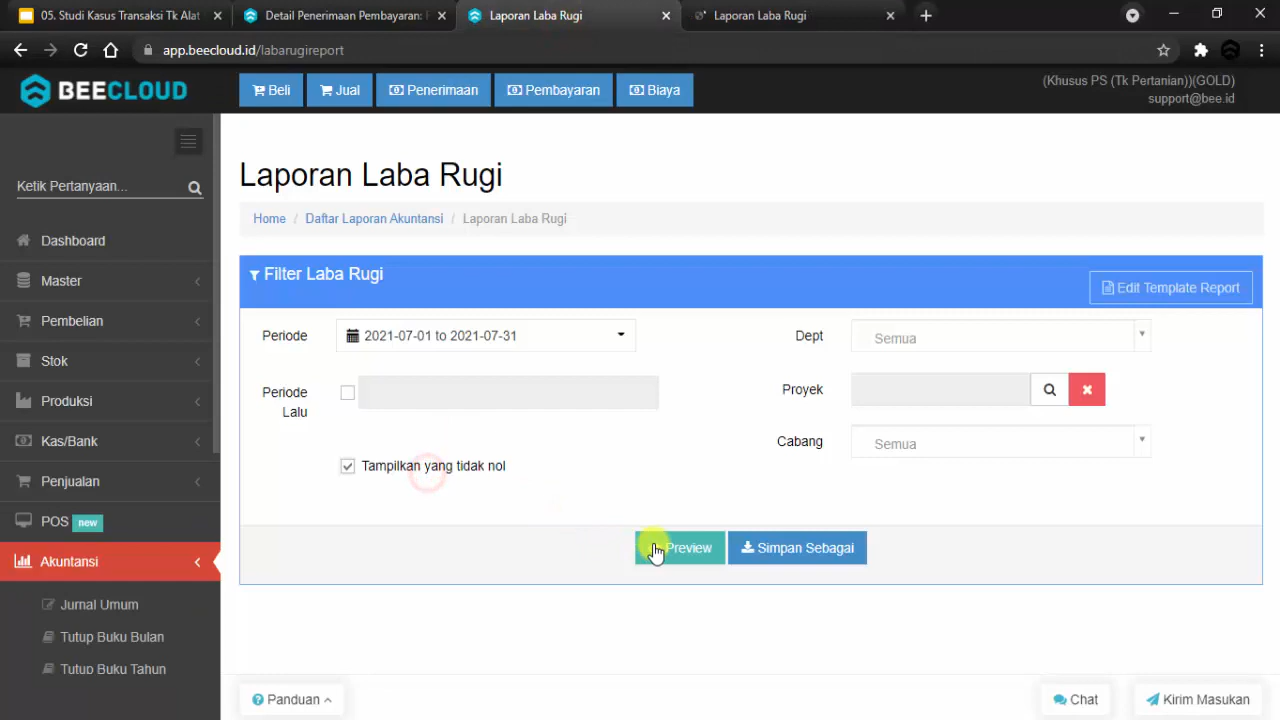 05. Studi Kasus Transaksi Tk Alat
Detail Penerimaan Pembayaran:
Laporan Laba Rugi
Laporan Laba Rugi
app.beecloud.id/labarugireport
BEECLOUD
Beli
Jual
Penerimaan
Pembayaran
Biaya
(Khusus PS (Tk Pertanian))(GOLD)
support@bee.id
Ketik Pertanyaan...
Dashboard
Master
Pembelian
Stok
Produksi
Kas/Bank
Penjualan
POS new
Akuntansi
Jurnal Umum
Tutup Buku Bulan
Tutup Buku Tahun
Laporan Laba Rugi
Home / Daftar Laporan Akuntansi / Laporan Laba Rugi
Filter Laba Rugi
Edit Template Report
Periode 2021-07-01 to 2021-07-31
Dept Semua
Periode
Lalu
Proyek
Cabang Semua
Tampilkan yang tidak nol
Preview
Simpan Sebagai
Panduan
Chat
Kirim Masukan